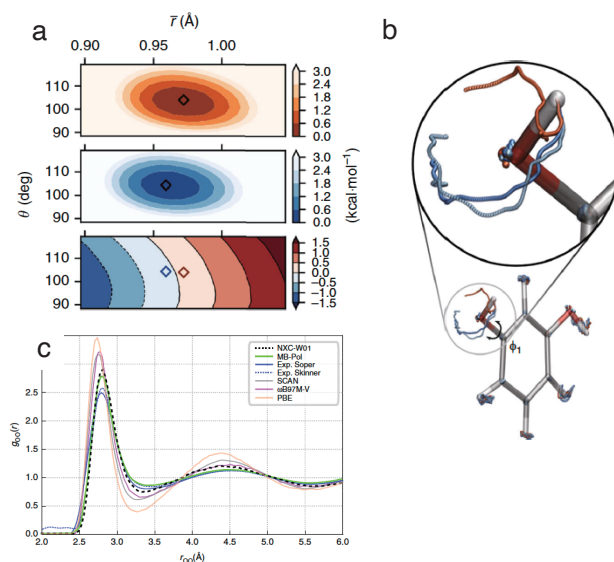 a
r̄ (Å)
0.90 0.95 1.00
110
100
90
3.0
2.4
1.8
1.2
0.6
0.0
110
100
90
3.0
2.4
1.8
1.2
0.6
0.0
θ (deg)
(kcal·mol⁻¹)
110
100
90
1.5
1.0
0.5
0.0
−0.5
−1.0
−1.5
b
ϕ1
c
NXC-W01
MB-Pol
Exp. Soper
Exp. Skinner
SCAN
ωB97M-V
PBE
gOO(r)
2.5
2.0
1.5
1.0
0.5
0.0
2.0 2.5 3.0 3.5 4.0 4.5 5.0 5.5 6.0
rOO(Å)